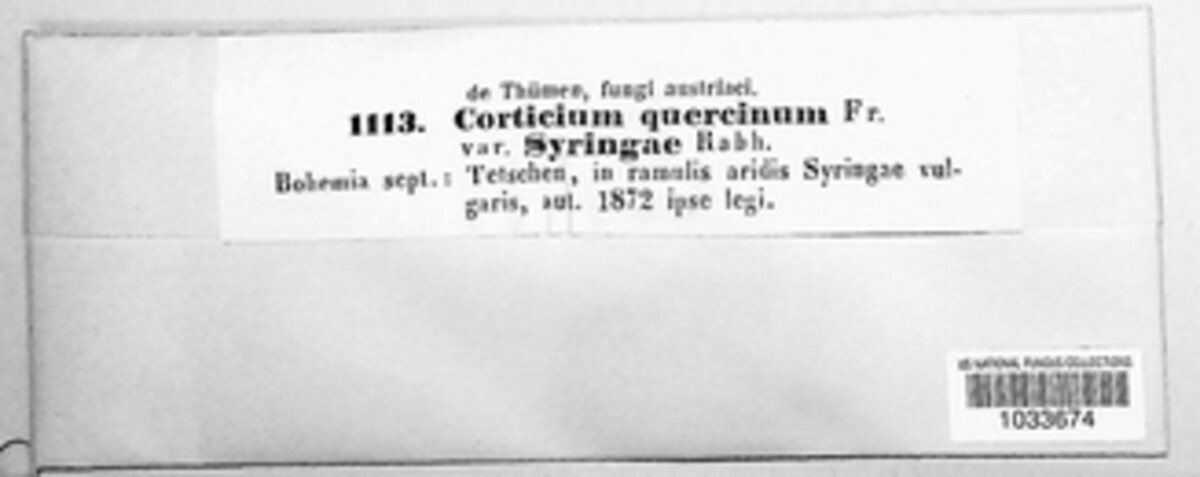 de Thümen, fungi austriaci.
1113. Corticium quercinum Fr.
var. Syringae Rabh.
Bohemia sept.: Tetschen, in ramulis aridis Syringae vul-
garis, aut. 1872 ipse legi.
US NATIONAL FUNGUS COLLECTIONS
1033674